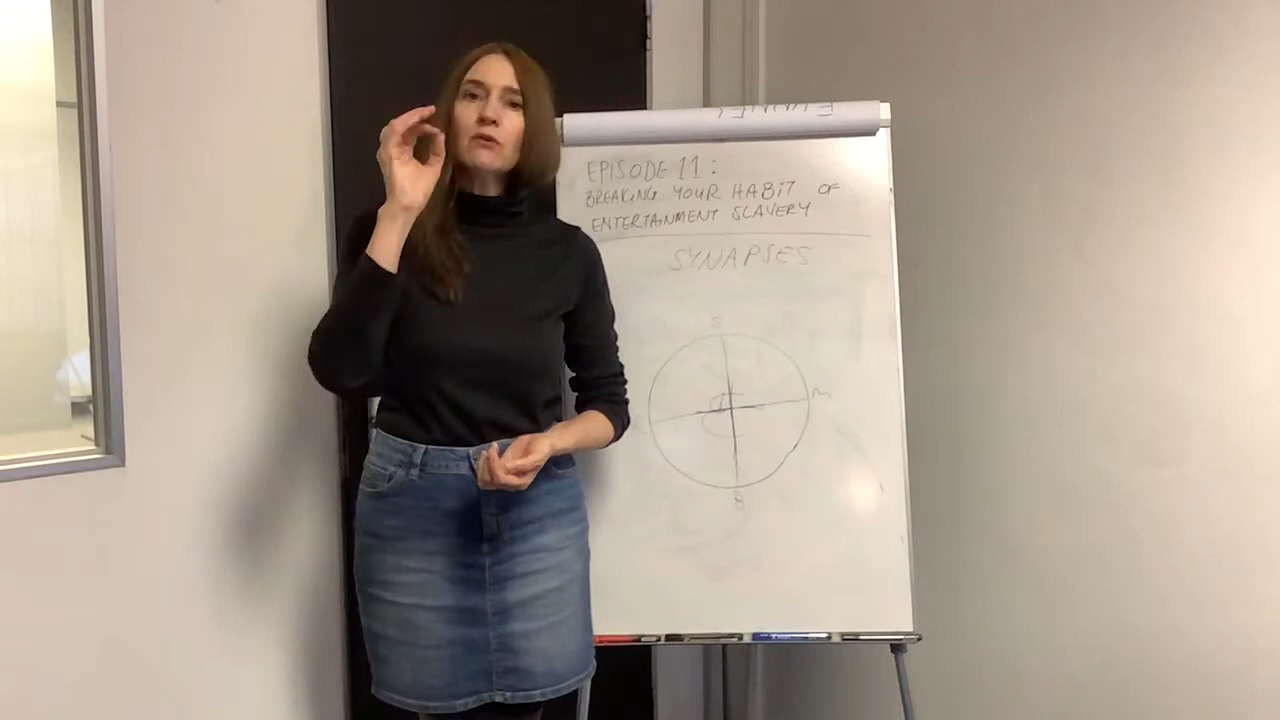 EPISODE 11:
BREAKING YOUR HABIT OF
ENTERTAINMENT SLAVERY
SYNAPSES
S
m
B